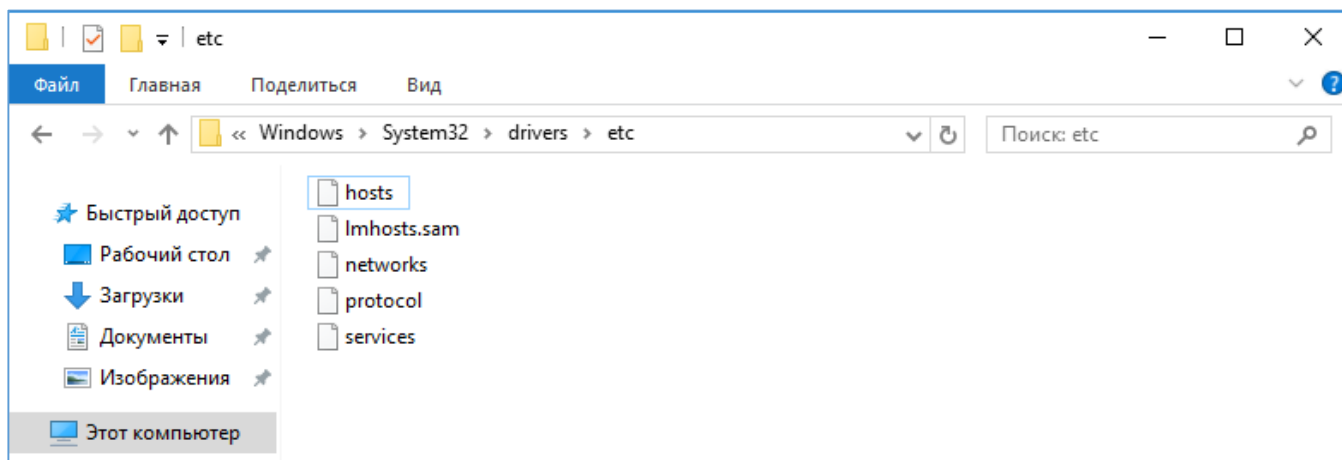 etc
Файл Главная Поделиться Вид
« Windows > System32 > drivers > etc Поиск: etc
Быстрый доступ
Рабочий стол
Загрузки
Документы
Изображения
Этот компьютер
hosts
lmhosts.sam
networks
protocol
services